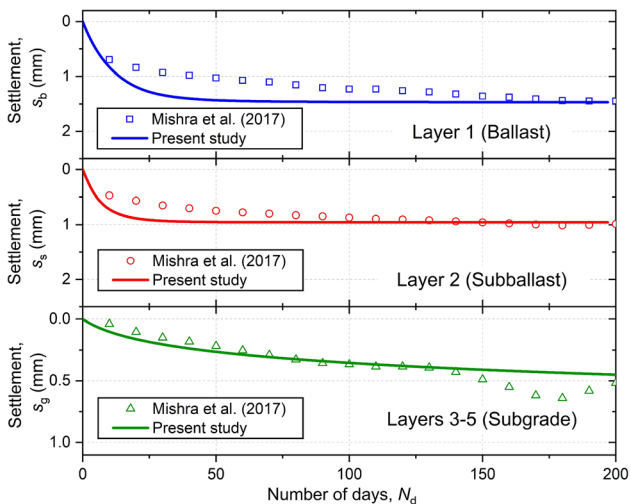 Settlement,
s_b (mm)
0
1
2
Mishra et al. (2017)
Present study
Layer 1 (Ballast)
Settlement,
s_s (mm)
0
1
2
Mishra et al. (2017)
Present study
Layer 2 (Subballast)
Settlement,
s_g (mm)
0.0
0.5
1.0
Mishra et al. (2017)
Present study
Layers 3-5 (Subgrade)
0 50 100 150 200
Number of days, N_d